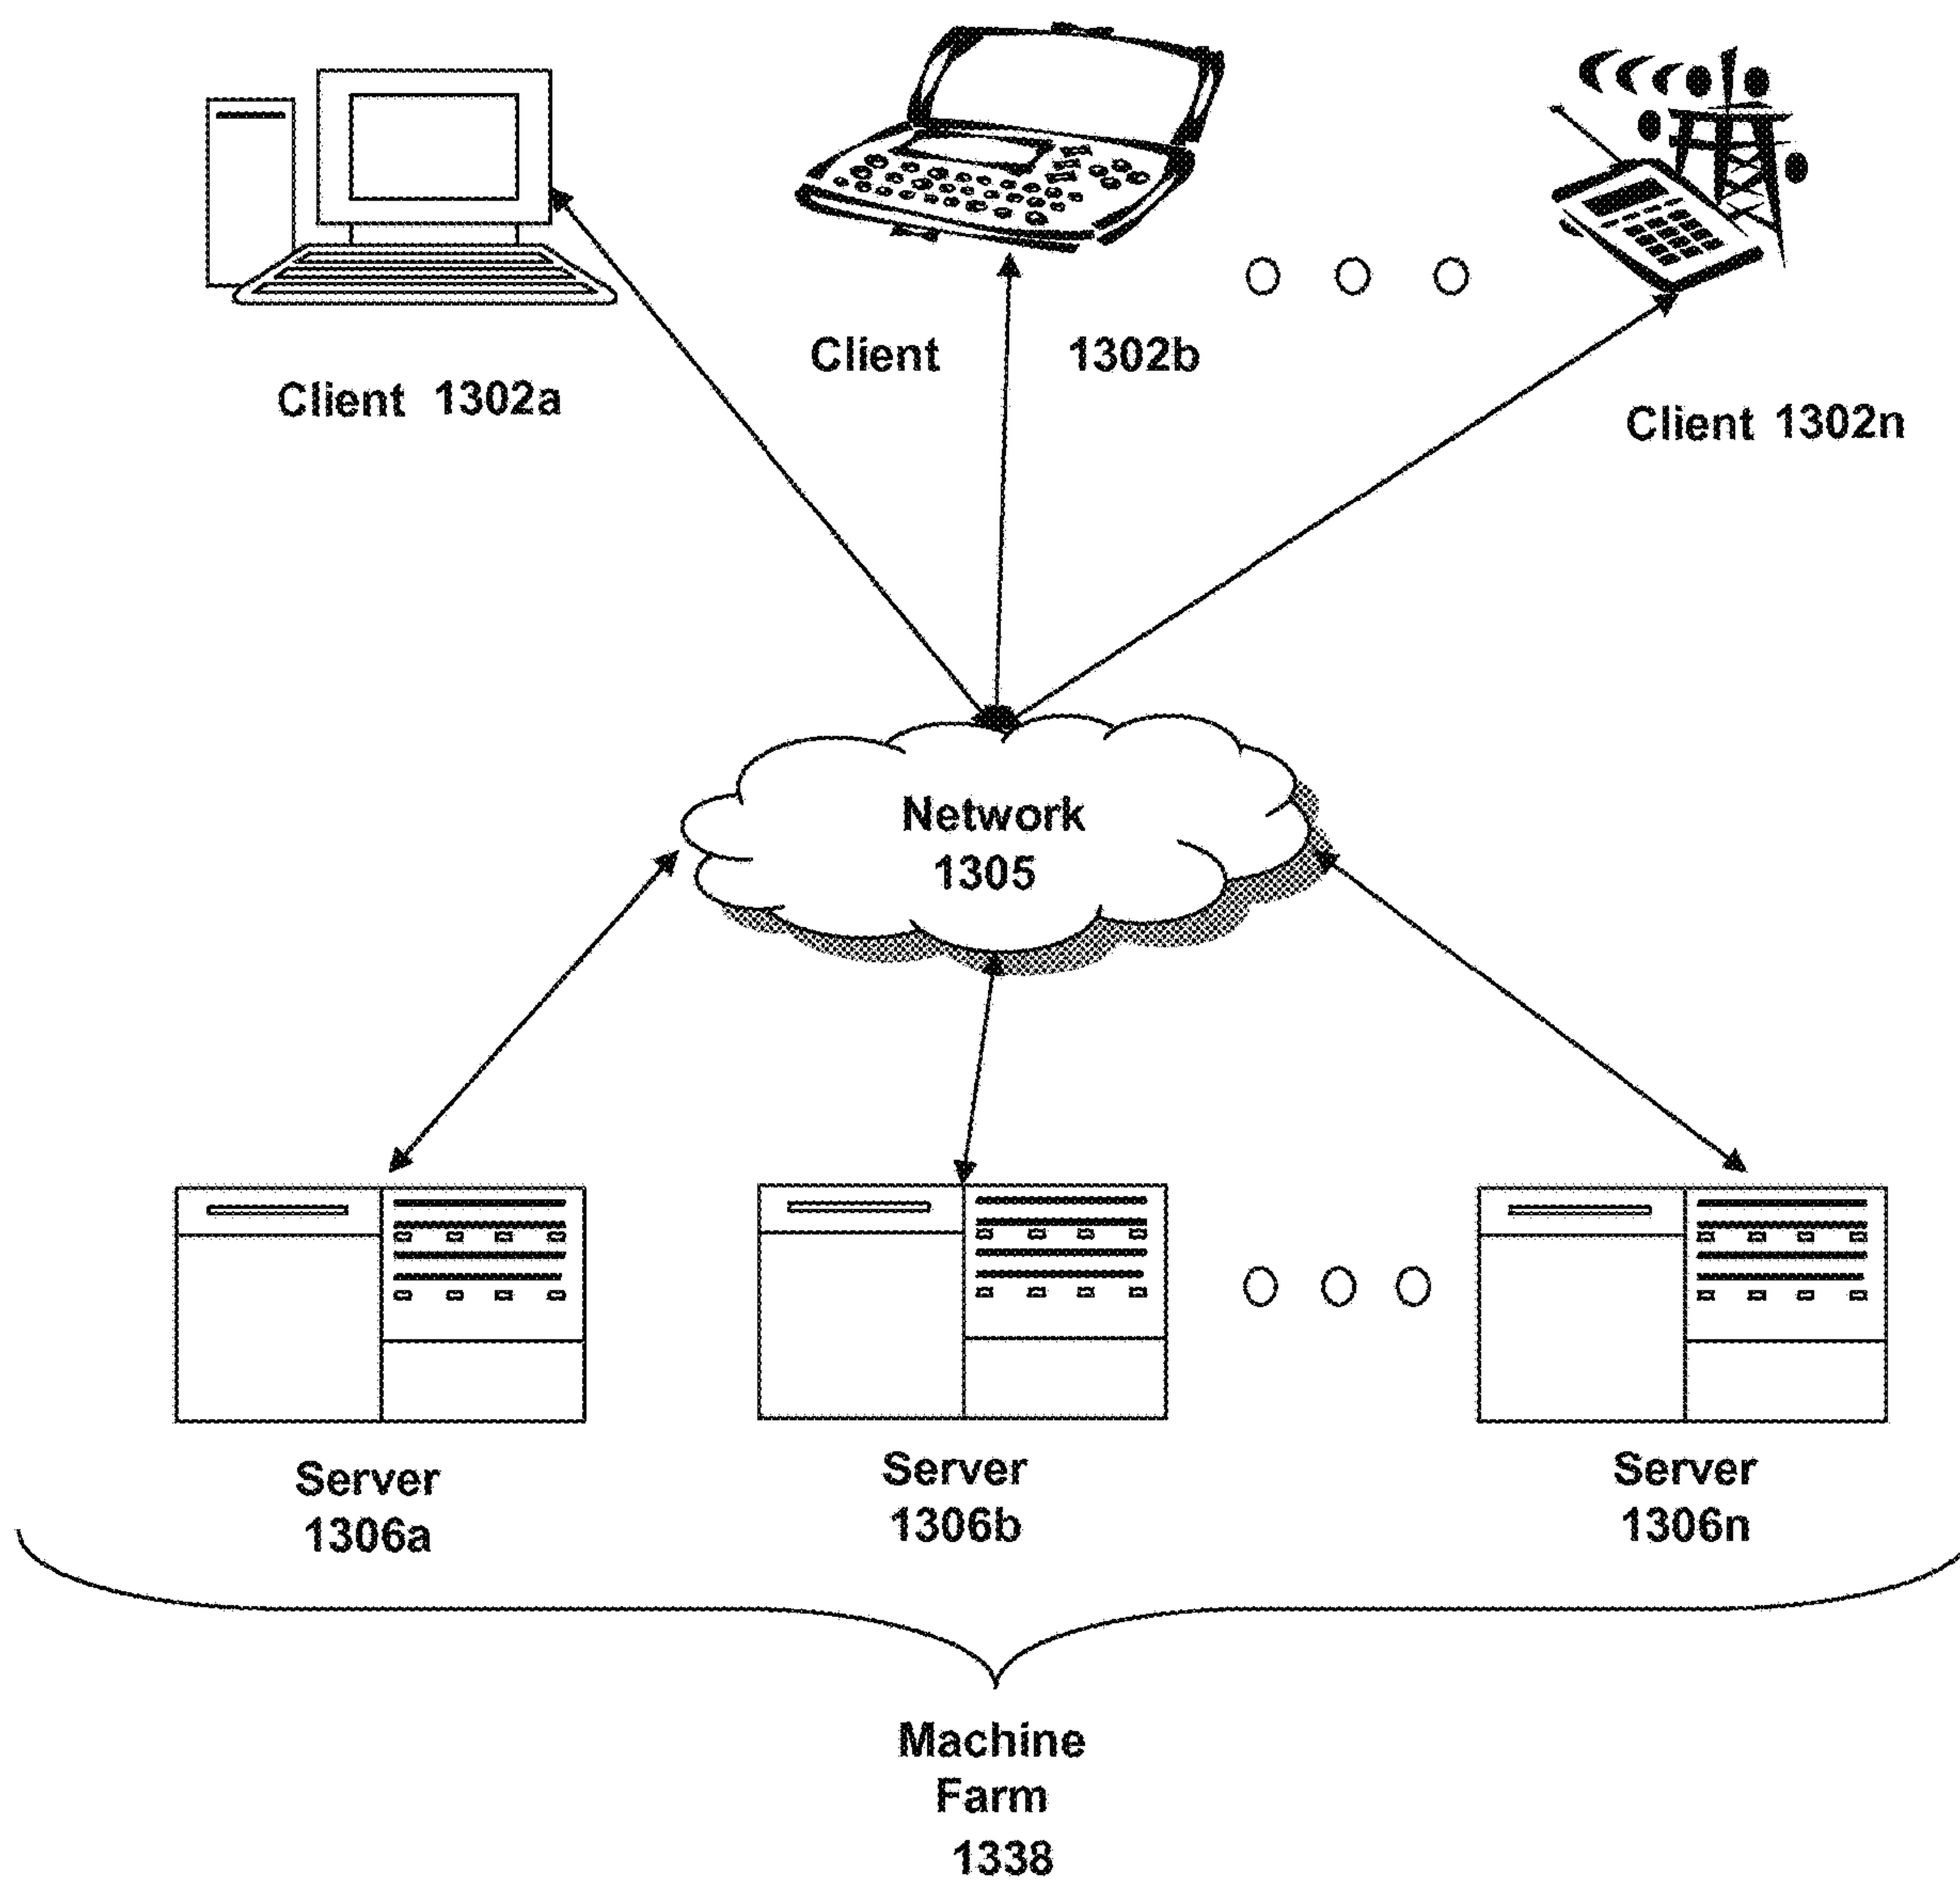 Client 1302a
Client 1302b
Client 1302n
Network
1305
Server
1306a
Server
1306b
Server
1306n
Machine
Farm
1338